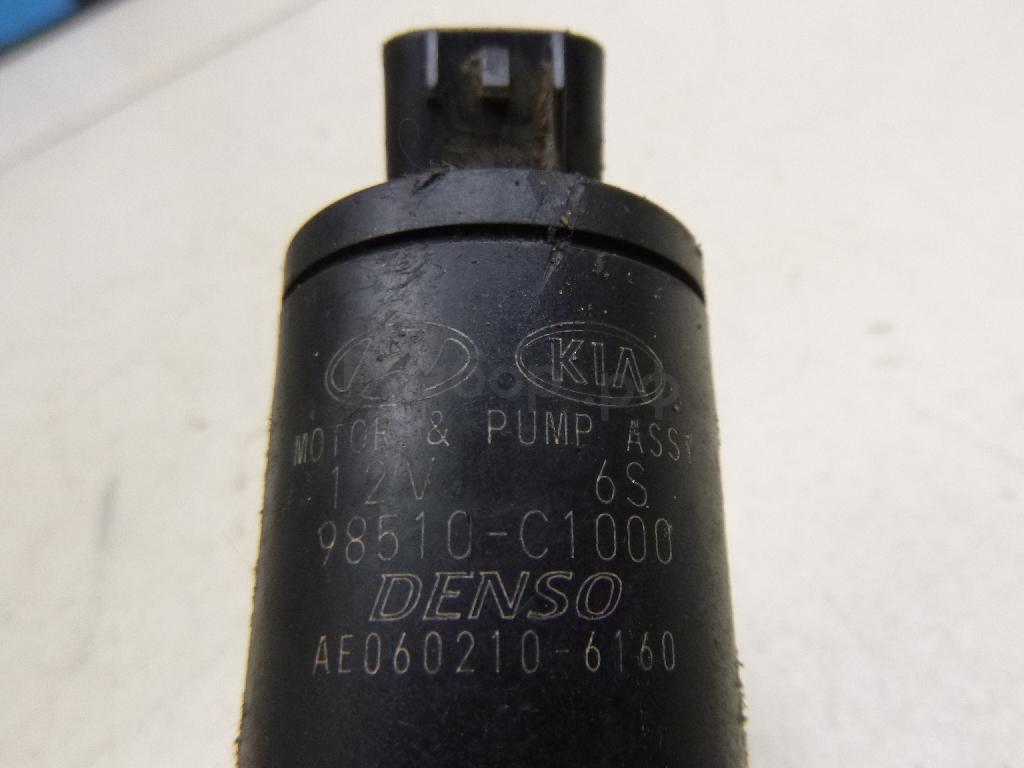 KIA
MOTOR & PUMP ASSY
12V 6S
98510-C1000
DENSO
AE060210-6160